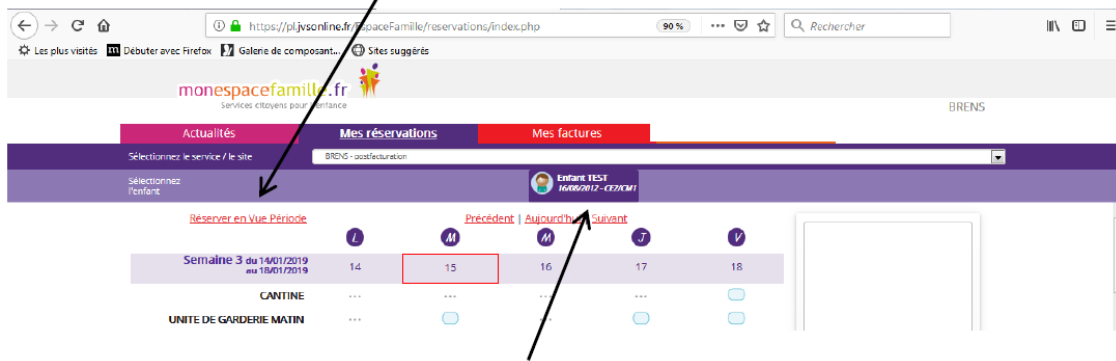 https://pl.jvsonline.fr/EspaceFamille/reservations/index.php
90 %
Rechercher
Les plus visités
Débuter avec Firefox
Galerie de composant...
Sites suggérés
monespacefamille.fr
Services citoyens pour l'enfance
BRENS
Actualités
Mes réservations
Mes factures
Sélectionnez le service / le site
BRENS - postfacturation
Sélectionnez
l'enfant
Enfant TEST
16/08/2012 - CE2/CM1
Réserver en Vue Période
Précédent | Aujourd'hui | Suivant
L M M J V
Semaine 3 du 14/01/2019
au 18/01/2019
14 15 16 17 18
CANTINE ... ... ... ...
UNITE DE GARDERIE MATIN ... ...